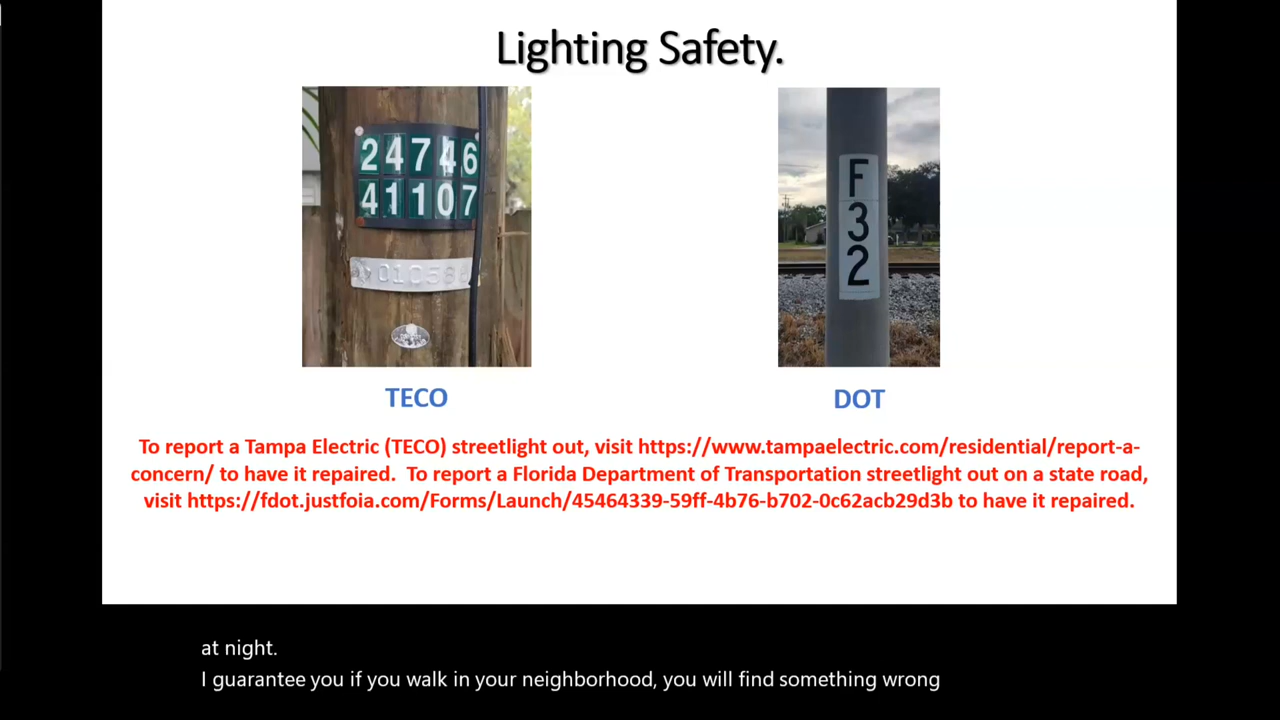 Lighting Safety.
24746
41107
F
3
2
TECO
DOT
To report a Tampa Electric (TECO) streetlight out, visit https://www.tampaelectric.com/residential/report-a-
concern/ to have it repaired. To report a Florida Department of Transportation streetlight out on a state road,
visit https://fdot.justfoia.com/Forms/Launch/45464339-59ff-4b76-b702-0c62acb29d3b to have it repaired.
at night.
I guarantee you if you walk in your neighborhood, you will find something wrong